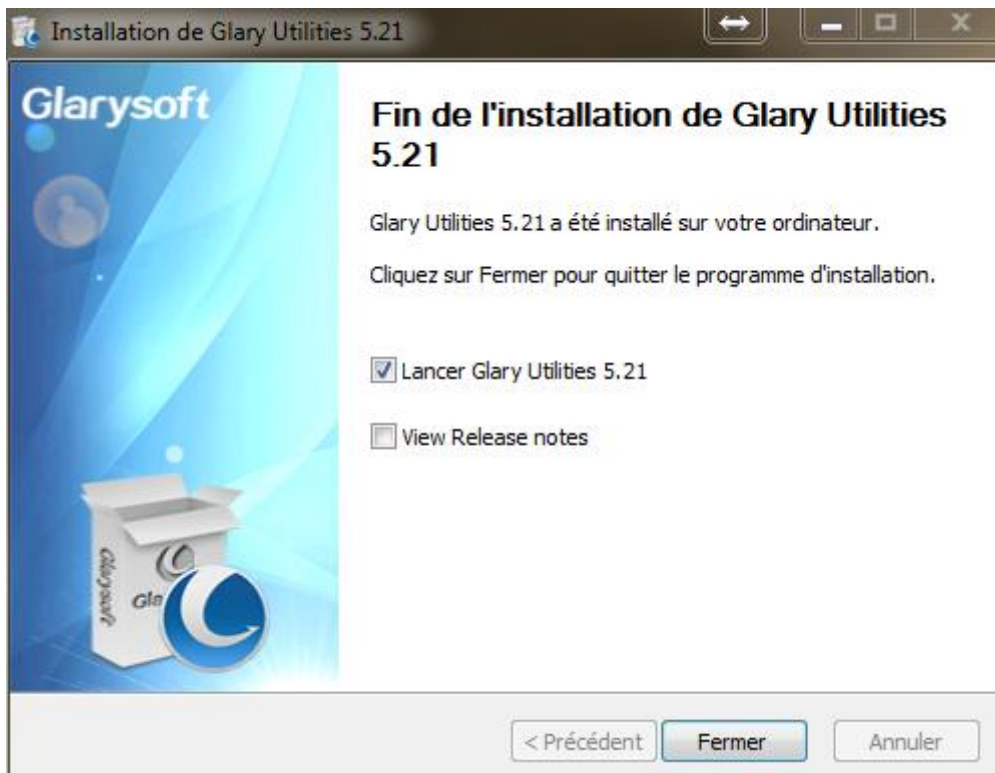 Installation de Glary Utilities 5.21
Glarysoft
Fin de l'installation de Glary Utilities
5.21
Glary Utilities 5.21 a été installé sur votre ordinateur.
Cliquez sur Fermer pour quitter le programme d'installation.
Lancer Glary Utilities 5.21
View Release notes
Glarysoft
< Précédent
Fermer
Annuler